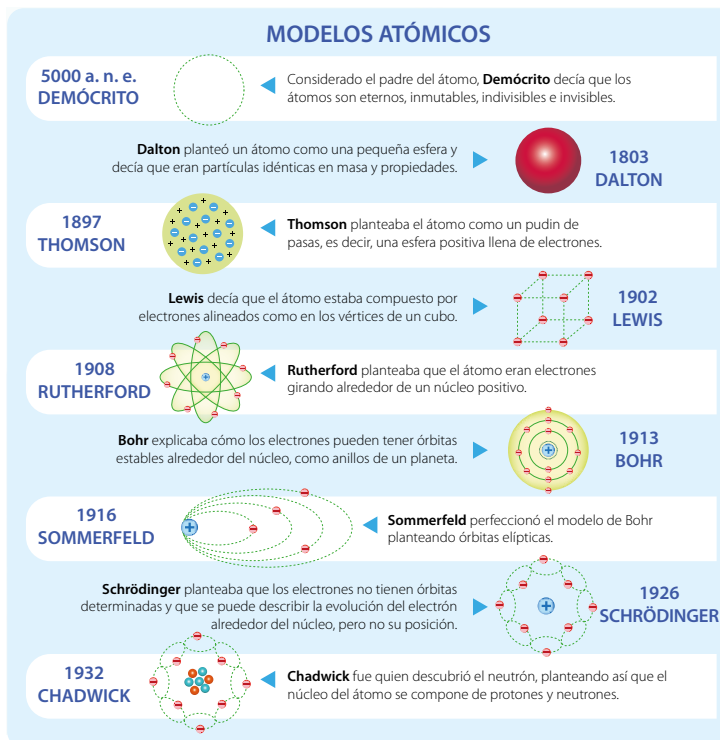 MODELOS ATÓMICOS
5000 a. n. e.
DEMÓCRITO
Considerado el padre del átomo, Demócrito decía que los
átomos son eternos, inmutables, indivisibles e invisibles.
Dalton planteó un átomo como una pequeña esfera y
decía que eran partículas idénticas en masa y propiedades.
1803
DALTON
1897
THOMSON
Thomson planteaba el átomo como un pudin de
pasas, es decir, una esfera positiva llena de electrones.
Lewis decía que el átomo estaba compuesto por
electrones alineados como en los vértices de un cubo.
1902
LEWIS
1908
RUTHERFORD
Rutherford planteaba que el átomo eran electrones
girando alrededor de un núcleo positivo.
Bohr explicaba cómo los electrones pueden tener órbitas
estables alrededor del núcleo, como anillos de un planeta.
1913
BOHR
1916
SOMMERFELD
Sommerfeld perfeccionó el modelo de Bohr
planteando órbitas elípticas.
Schrödinger planteaba que los electrones no tienen órbitas
determinadas y que se puede describir la evolución del electrón
alrededor del núcleo, pero no su posición.
1926
SCHRÖDINGER
1932
CHADWICK
Chadwick fue quien descubrió el neutrón, planteando así que el
núcleo del átomo se compone de protones y neutrones.